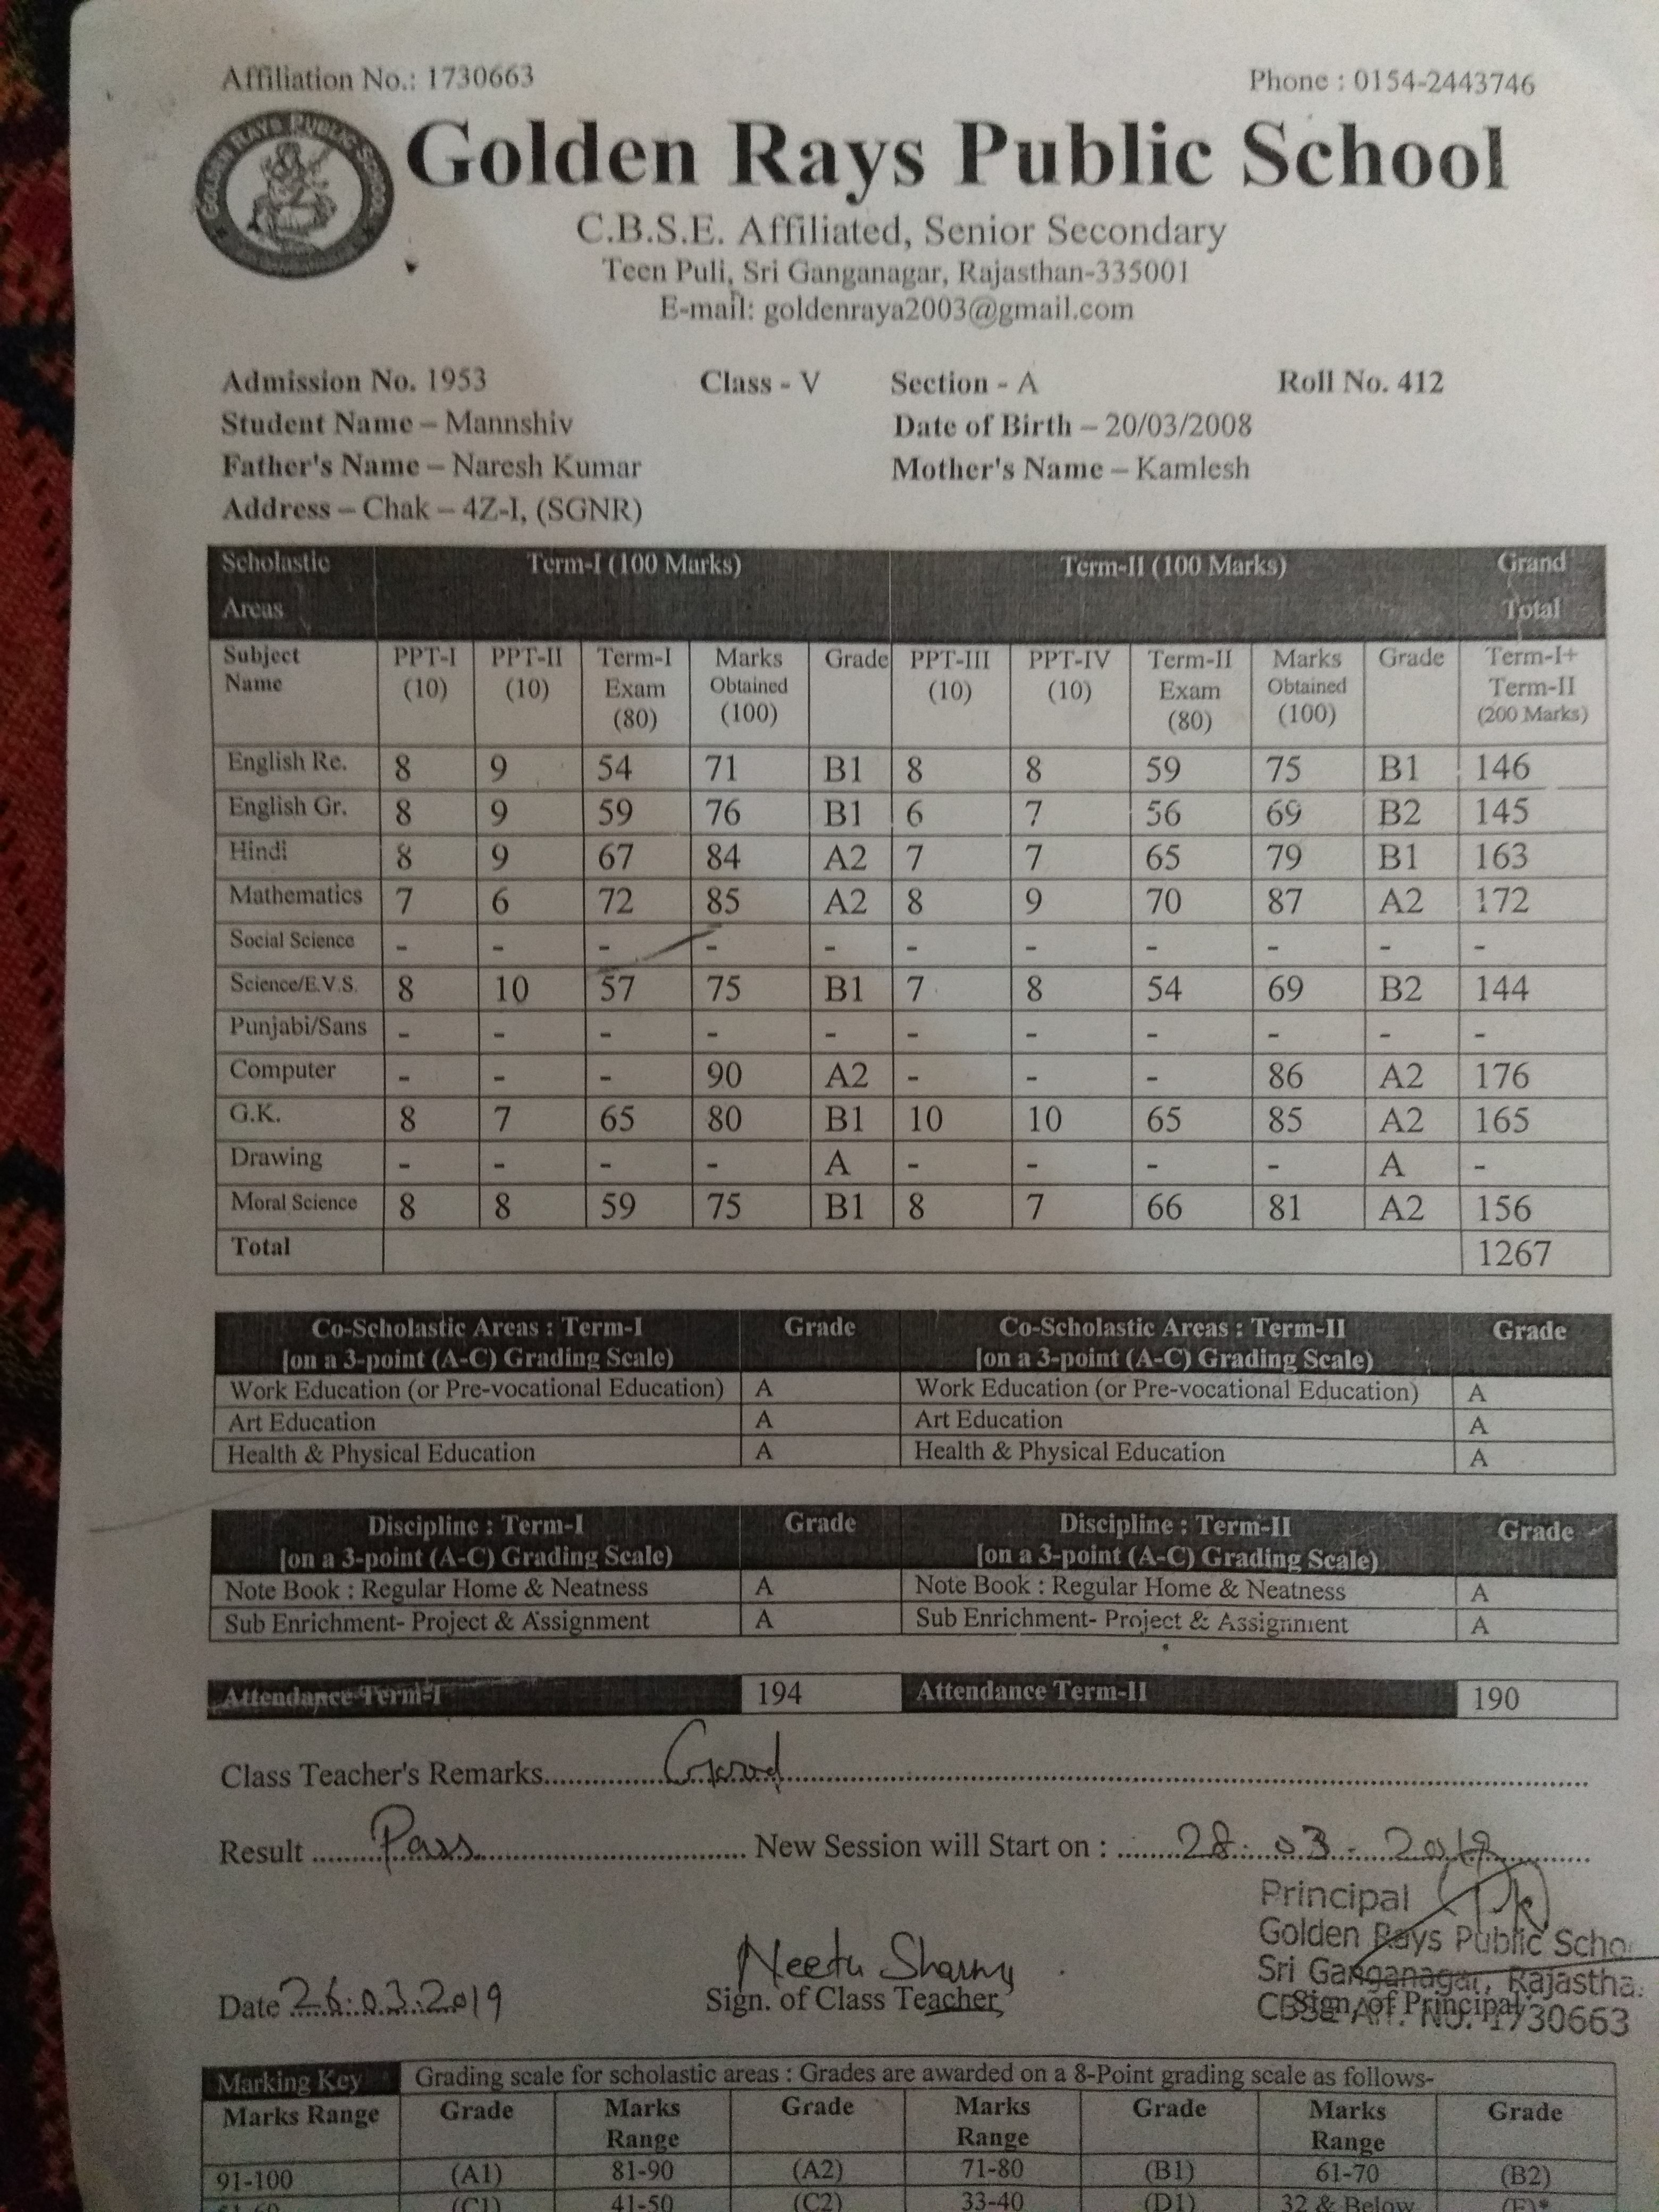 Affiliation No.: 1730663 Phone : 0154-2443746
GOLDEN RAYS PUBLIC SCHOOL
Golden Rays Public School
C.B.S.E. Affiliated, Senior Secondary
Teen Puli, Sri Ganganagar, Rajasthan-335001
E-mail: goldenraya2003@gmail.com
Admission No. 1953 Class - V Section - A Roll No. 412
Student Name – Mannshiv Date of Birth – 20/03/2008
Father's Name – Naresh Kumar Mother's Name – Kamlesh
Address – Chak – 4Z-I, (SGNR)
Scholastic Areas Term-I (100 Marks) Term-II (100 Marks) Grand Total
Subject Name PPT-I (10) PPT-II (10) Term-I Exam (80) Marks Obtained (100) Grade PPT-III (10) PPT-IV (10) Term-II Exam (80) Marks Obtained (100) Grade Term-I+ Term-II (200 Marks)
English Re. 8 9 54 71 B1 8 8 59 75 B1 146
English Gr. 8 9 59 76 B1 6 7 56 69 B2 145
Hindi 8 9 67 84 A2 7 7 65 79 B1 163
Mathematics 7 6 72 85 A2 8 9 70 87 A2 172
Social Science - - - - - - - - - - -
Science/E.V.S. 8 10 57 75 B1 7 8 54 69 B2 144
Punjabi/Sans - - - - - - - - - - -
Computer - - - 90 A2 - - - 86 A2 176
G.K. 8 7 65 80 B1 10 10 65 85 A2 165
Drawing - - - - A - - - - A -
Moral Science 8 8 59 75 B1 8 7 66 81 A2 156
Total 1267
Co-Scholastic Areas : Term-I Grade Co-Scholastic Areas : Term-II Grade
[on a 3-point (A-C) Grading Scale) [on a 3-point (A-C) Grading Scale)
Work Education (or Pre-vocational Education) A Work Education (or Pre-vocational Education) A
Art Education A Art Education A
Health & Physical Education A Health & Physical Education A
Discipline : Term-I Grade Discipline : Term-II Grade
[on a 3-point (A-C) Grading Scale) [on a 3-point (A-C) Grading Scale)
Note Book : Regular Home & Neatness A Note Book : Regular Home & Neatness A
Sub Enrichment- Project & Assignment A Sub Enrichment- Project & Assignment A
Attendance Term-I 194 Attendance Term-II 190
Class Teacher's Remarks..........Good..........
Result ..........Pass.......... New Session will Start on : ........28.03-2019........
Principal
Golden Rays Public Scho
Sri Ganganagar, Rajastha
CBSE Aff. No. 1730663
Neetu Sharma
Date 26.03.2019 Sign. of Class Teacher Sign. of Principal
Marking Key Grading scale for scholastic areas : Grades are awarded on a 8-Point grading scale as follows-
Marks Range Grade Marks Range Grade Marks Range Grade Marks Range Grade
91-100 (A1) 81-90 (A2) 71-80 (B1) 61-70 (B2)
51-60 (C1) 41-50 (C2) 33-40 (D1) 32 & Below (E)*